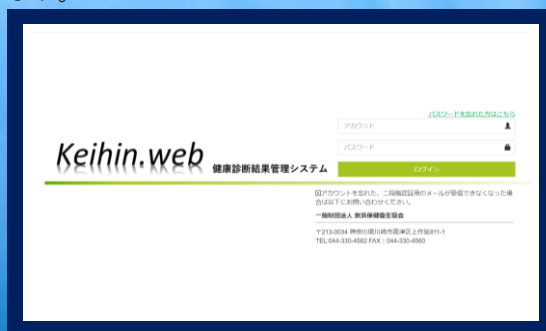 パスワードを忘れた方はこちら
アカウント
パスワード
Keihin.web 健康診断結果管理システム
ログイン
アカウントを忘れた、二段階認証用のメールが受信できなくなった場
合は以下にお問い合わせください。
一般財団法人 京浜保健衛生協会
〒213-0034 神奈川県川崎市高津区上作延811-1
TEL:044-330-4562 FAX：044-330-4560